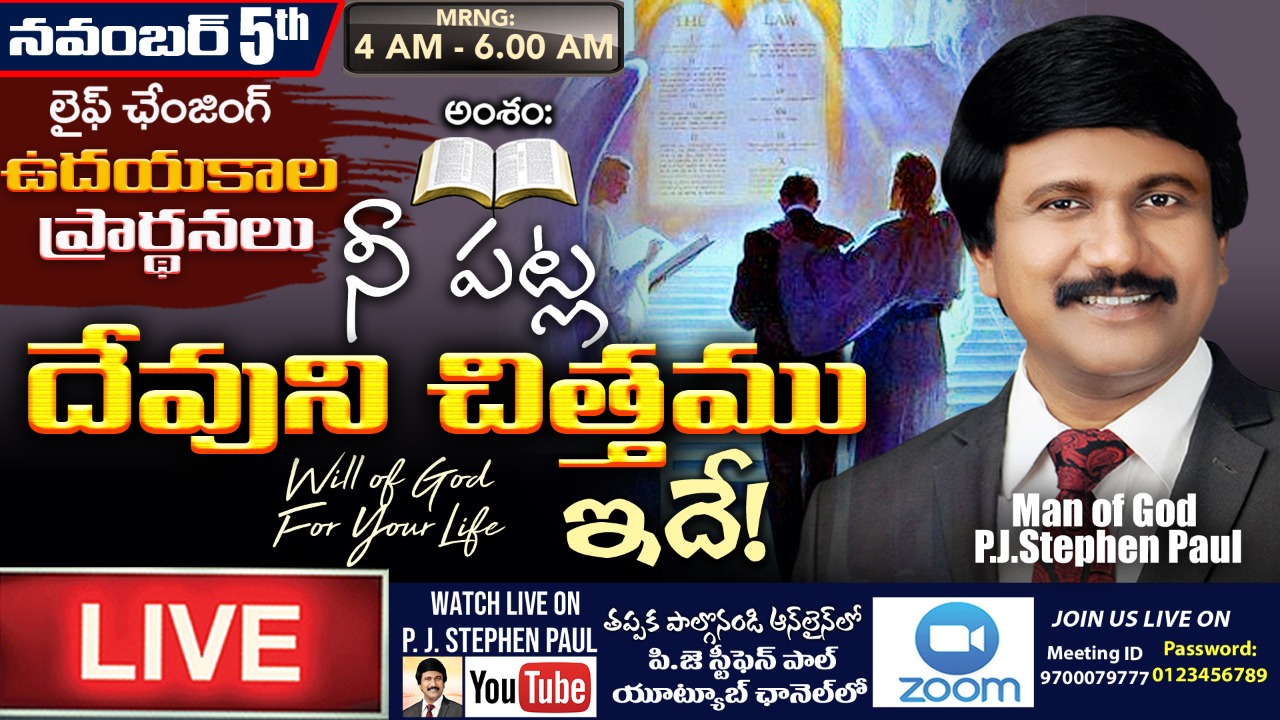 నవంబర్ 5th
MRNG:
4 AM - 6.00 AM
లైఫ్ ఛేంజింగ్
ఉదయకాల
ప్రార్థనలు
అంశం:
THE LAW
నీ పట్ల
దేవుని చిత్తము
ఇదే!
Will of God
For Your Life
Man of God
P.J.Stephen Paul
LIVE
WATCH LIVE ON
P. J. STEPHEN PAUL
YouTube
తప్పక పాల్గొనండి ఆన్‌లైన్‌లో
పి.జె స్టీఫెన్ పాల్
యూట్యూబ్ ఛానెల్‌లో
zoom
JOIN US LIVE ON
Meeting ID
9700079777
Password:
0123456789